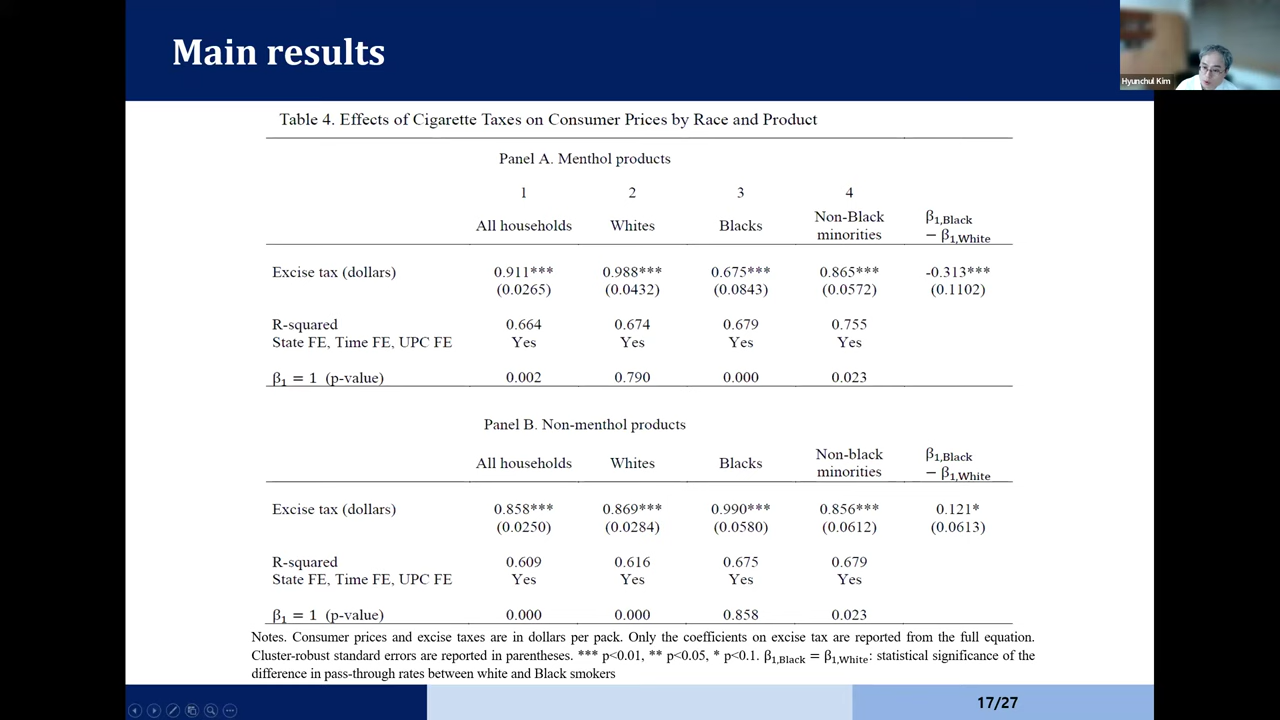 Main results
Hyunchul Kim
Table 4. Effects of Cigarette Taxes on Consumer Prices by Race and Product
Panel A. Menthol products
1 2 3 4
All households Whites Blacks Non-Black minorities β1,Black − β1,White
Excise tax (dollars) 0.911*** 0.988*** 0.675*** 0.865*** -0.313***
(0.0265) (0.0432) (0.0843) (0.0572) (0.1102)
R-squared 0.664 0.674 0.679 0.755
State FE, Time FE, UPC FE Yes Yes Yes Yes
β1 = 1 (p-value) 0.002 0.790 0.000 0.023
Panel B. Non-menthol products
All households Whites Blacks Non-black minorities β1,Black − β1,White
Excise tax (dollars) 0.858*** 0.869*** 0.990*** 0.856*** 0.121*
(0.0250) (0.0284) (0.0580) (0.0612) (0.0613)
R-squared 0.609 0.616 0.675 0.679
State FE, Time FE, UPC FE Yes Yes Yes Yes
β1 = 1 (p-value) 0.000 0.000 0.858 0.023
Notes. Consumer prices and excise taxes are in dollars per pack. Only the coefficients on excise tax are reported from the full equation.
Cluster-robust standard errors are reported in parentheses. *** p<0.01, ** p<0.05, * p<0.1. β1,Black = β1,White: statistical significance of the
difference in pass-through rates between white and Black smokers
17/27